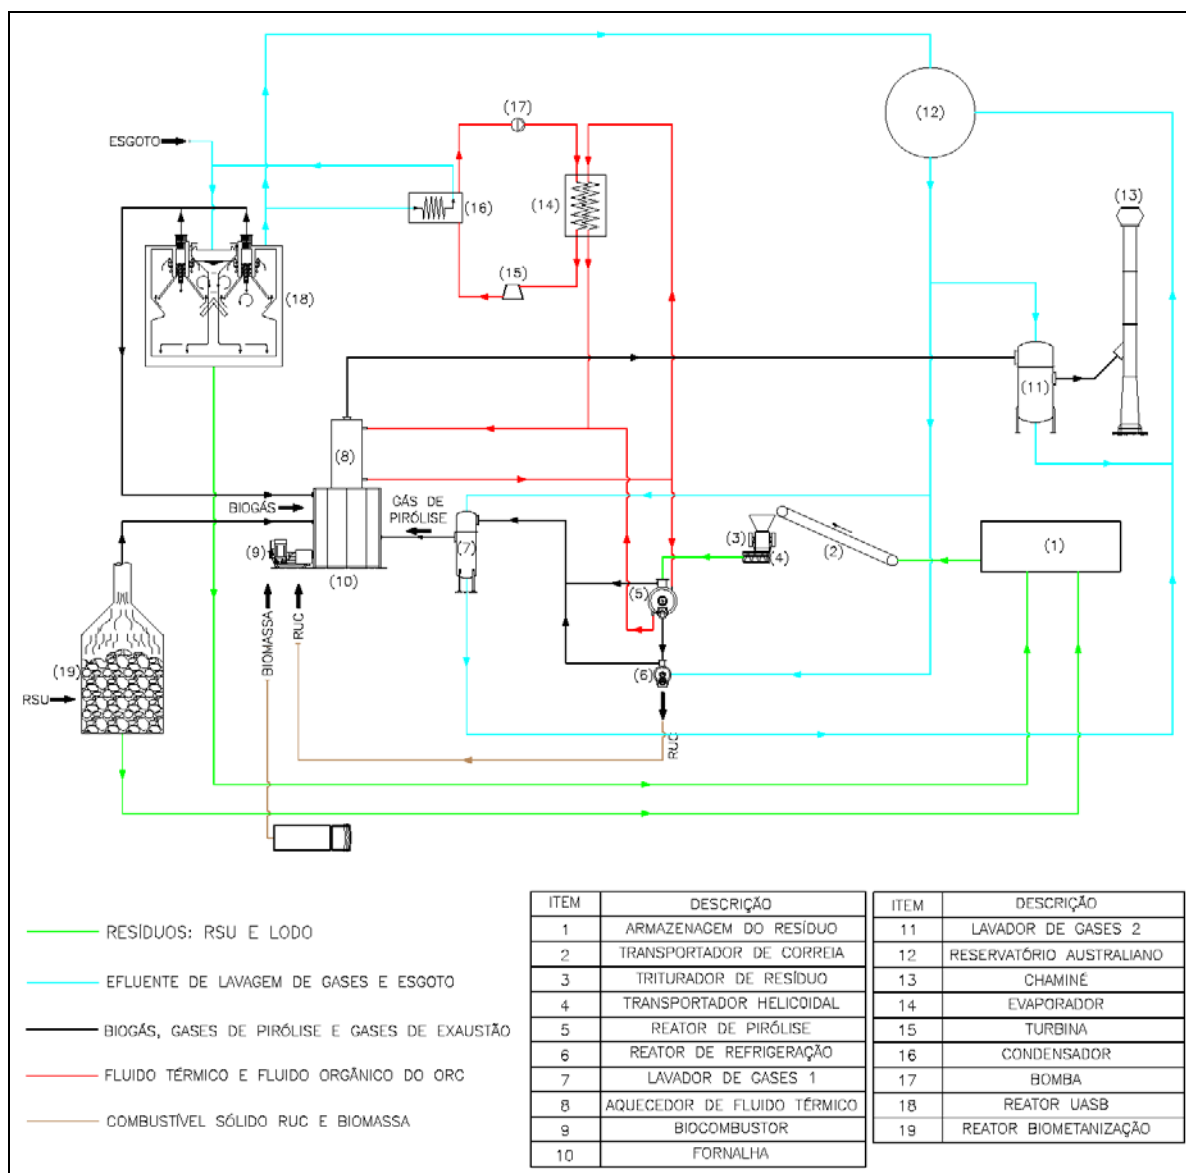 (17)
(12)
ESGOTO
(13)
(16)
(14)
(15)
(18)
(11)
(8)
BIOGÁS
GÁS DE
PIRÓLISE
(9)
(7)
(3)
(4)
(2)
(1)
(10)
(5)
BIOMASSA
RUC
(19)
(6)
RSU
RUC
RESÍDUOS: RSU E LODO
EFLUENTE DE LAVAGEM DE GASES E ESGOTO
BIOGÁS, GASES DE PIRÓLISE E GASES DE EXAUSTÃO
FLUIDO TÉRMICO E FLUIDO ORGÂNICO DO ORC
COMBUSTÍVEL SÓLIDO RUC E BIOMASSA
ITEM DESCRIÇÃO
1 ARMAZENAGEM DO RESÍDUO
2 TRANSPORTADOR DE CORREIA
3 TRITURADOR DE RESÍDUO
4 TRANSPORTADOR HELICOIDAL
5 REATOR DE PIRÓLISE
6 REATOR DE REFRIGERAÇÃO
7 LAVADOR DE GASES 1
8 AQUECEDOR DE FLUIDO TÉRMICO
9 BIOCOMBUSTOR
10 FORNALHA
ITEM DESCRIÇÃO
11 LAVADOR DE GASES 2
12 RESERVATÓRIO AUSTRALIANO
13 CHAMINÉ
14 EVAPORADOR
15 TURBINA
16 CONDENSADOR
17 BOMBA
18 REATOR UASB
19 REATOR BIOMETANIZAÇÃO